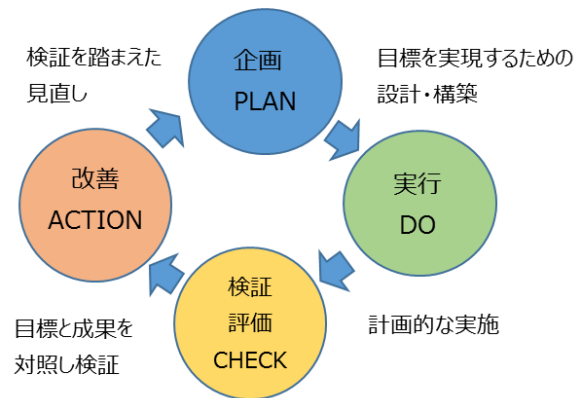 企画
PLAN
目標を実現するための
設計・構築
実行
DO
計画的な実施
検証
評価
CHECK
目標と成果を
対照し検証
改善
ACTION
検証を踏まえた
見直し